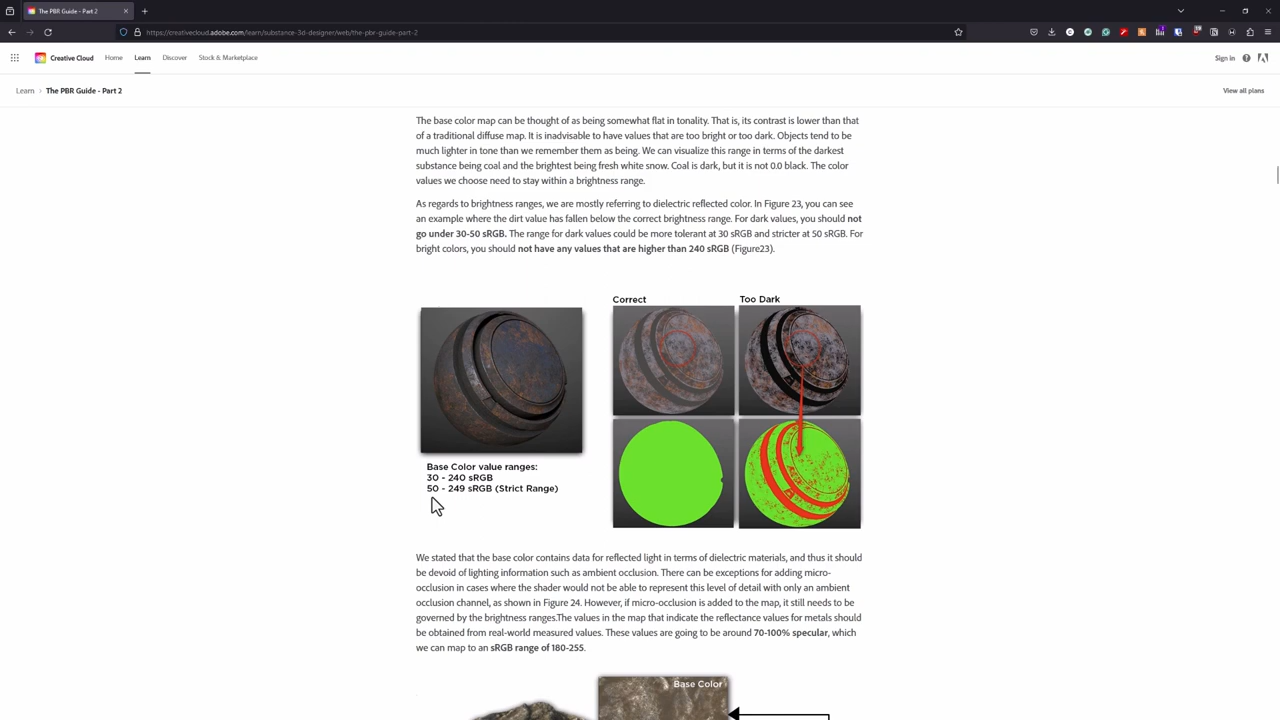 The PBR Guide - Part 2
https://creativecloud.adobe.com/learn/substance-3d-designer/web/the-pbr-guide-part-2
Creative Cloud
Home
Learn
Discover
Stock & Marketplace
Sign in
Learn > The PBR Guide - Part 2
View all plans
The base color map can be thought of as being somewhat flat in tonality. That is, its contrast is lower than that
of a traditional diffuse map. It is inadvisable to have values that are too bright or too dark. Objects tend to be
much lighter in tone than we remember them as being. We can visualize this range in terms of the darkest
substance being coal and the brightest being fresh white snow. Coal is dark, but it is not 0.0 black. The color
values we choose need to stay within a brightness range.
As regards to brightness ranges, we are mostly referring to dielectric reflected color. In Figure 23, you can see
an example where the dirt value has fallen below the correct brightness range. For dark values, you should not
go under 30-50 sRGB. The range for dark values could be more tolerant at 30 sRGB and stricter at 50 sRGB. For
bright colors, you should not have any values that are higher than 240 sRGB (Figure23).
Correct
Too Dark
Base Color value ranges:
30 - 240 sRGB
50 - 249 sRGB (Strict Range)
We stated that the base color contains data for reflected light in terms of dielectric materials, and thus it should
be devoid of lighting information such as ambient occlusion. There can be exceptions for adding micro-
occlusion in cases where the shader would not be able to represent this level of detail with only an ambient
occlusion channel, as shown in Figure 24. However, if micro-occlusion is added to the map, it still needs to be
governed by the brightness ranges.The values in the map that indicate the reflectance values for metals should
be obtained from real-world measured values. These values are going to be around 70-100% specular, which
we can map to an sRGB range of 180-255.
Base Color